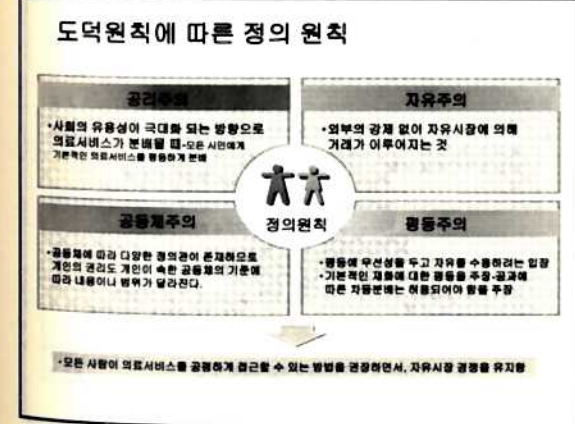 도덕원칙에 따른 정의 원칙
공리주의
•사회의 유용성이 극대화 되는 방향으로
의료서비스가 분배될 때-모든 시민에게
기본적인 의료서비스를 평등하게 분배
자유주의
•외부의 강제 없이 자유시장에 의해
거래가 이루어지는 것
정의원칙
공동체주의
•공동체에 따라 다양한 정의관이 존재하므로
개인의 권리도 개인이 속한 공동체의 기준에
따라 내용이나 범위가 달라진다.
평등주의
•평등에 우선성을 두고 자유를 수용하려는 입장
•기본적인 재화에 대한 평등을 주장-공과에
따른 차등분배는 허용되어야 함을 주장
•모든 사람이 의료서비스를 공평하게 접근할 수 있는 방법을 권장하면서, 자유시장 경쟁을 유지함